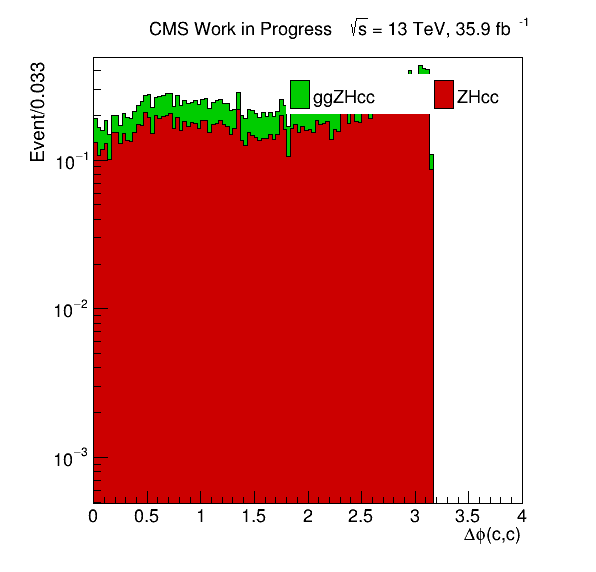 CMS Work in Progress √s = 13 TeV, 35.9 fb⁻¹
Event/0.033
ggZHcc ZHcc
10⁻¹
10⁻²
10⁻³
0 0.5 1 1.5 2 2.5 3 3.5 4
Δϕ(c,c)